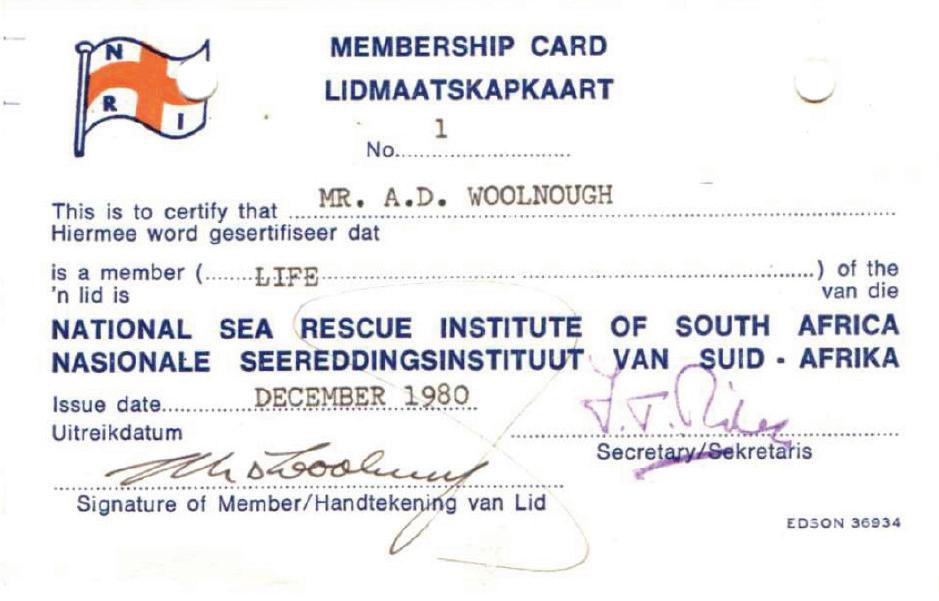 N
R I
MEMBERSHIP CARD
LIDMAATSKAPKAART
No. 1
This is to certify that MR. A.D. WOOLNOUGH
Hiermee word gesertifiseer dat
is a member ( LIFE ) of the
'n lid is van die
NATIONAL SEA RESCUE INSTITUTE OF SOUTH AFRICA
NASIONALE SEEREDDINGSINSTITUUT VAN SUID - AFRIKA
Issue date DECEMBER 1980
Uitreikdatum
Secretary/Sekretaris
Signature of Member/Handtekening van Lid
EDSON 36934